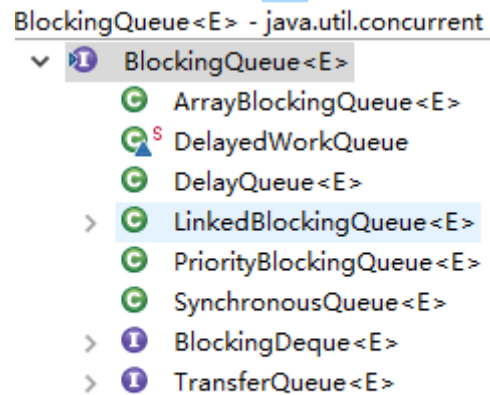 BlockingQueue<E> - java.util.concurrent
BlockingQueue<E>
ArrayBlockingQueue<E>
DelayedWorkQueue
DelayQueue<E>
LinkedBlockingQueue<E>
PriorityBlockingQueue<E>
SynchronousQueue<E>
BlockingDeque<E>
TransferQueue<E>